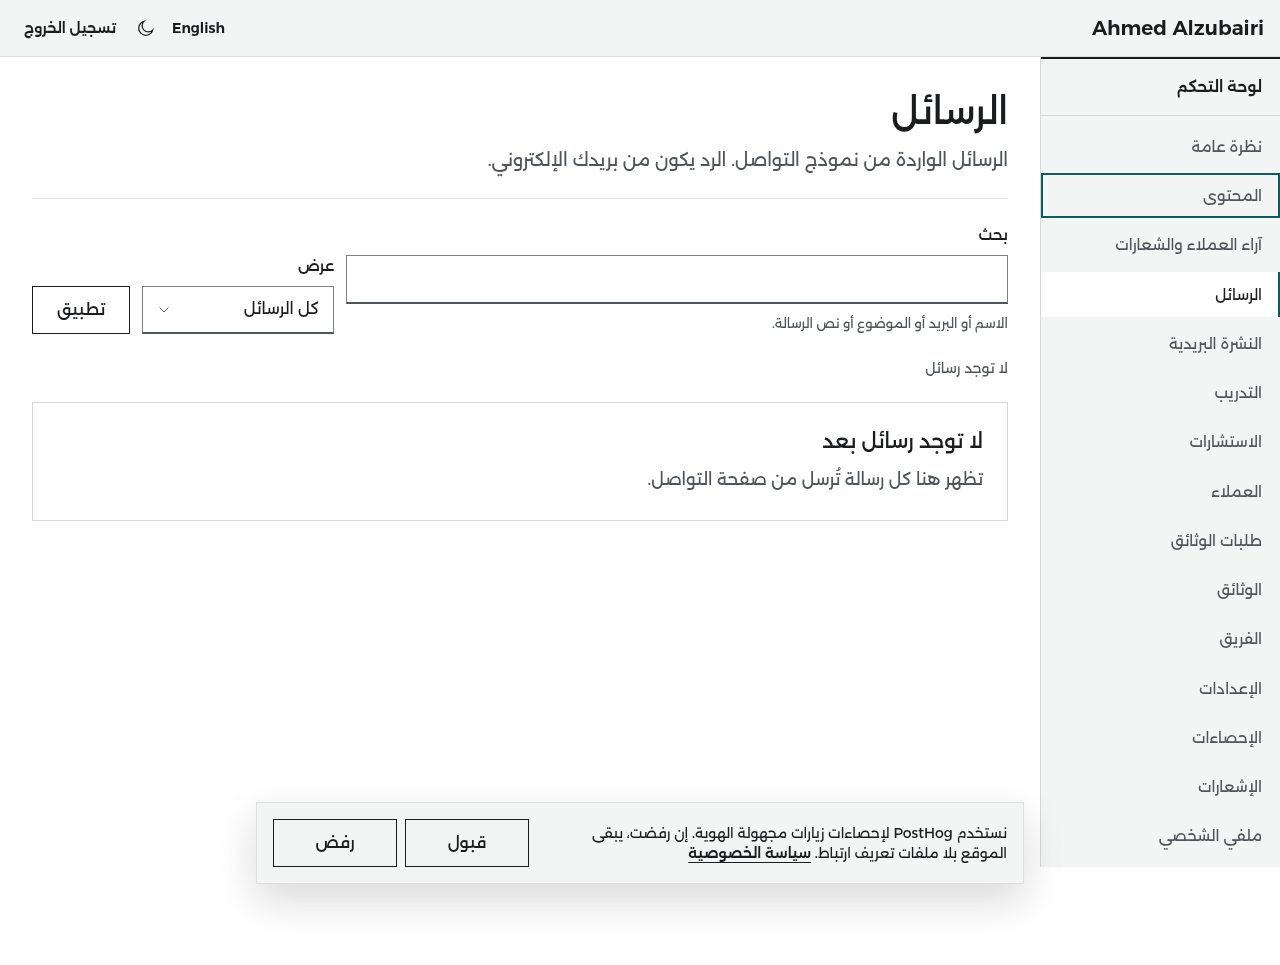 Ahmed Alzubairi
English
تسجيل الخروج
لوحة التحكم
نظرة عامة
المحتوى
آراء العملاء والشعارات
الرسائل
النشرة البريدية
التدريب
الاستشارات
العملاء
طلبات الوثائق
الوثائق
الفريق
الإعدادات
الإحصاءات
الإشعارات
ملفي الشخصي
الرسائل
الرسائل الواردة من نموذج التواصل. الرد يكون من بريدك الإلكتروني.
بحث
الاسم أو البريد أو الموضوع أو نص الرسالة.
عرض
كل الرسائل
تطبيق
لا توجد رسائل
لا توجد رسائل بعد
تظهر هنا كل رسالة تُرسل من صفحة التواصل.
نستخدم PostHog لإحصاءات زيارات مجهولة الهوية. إن رفضت، يبقى
الموقع بلا ملفات تعريف ارتباط. سياسة الخصوصية
قبول
رفض